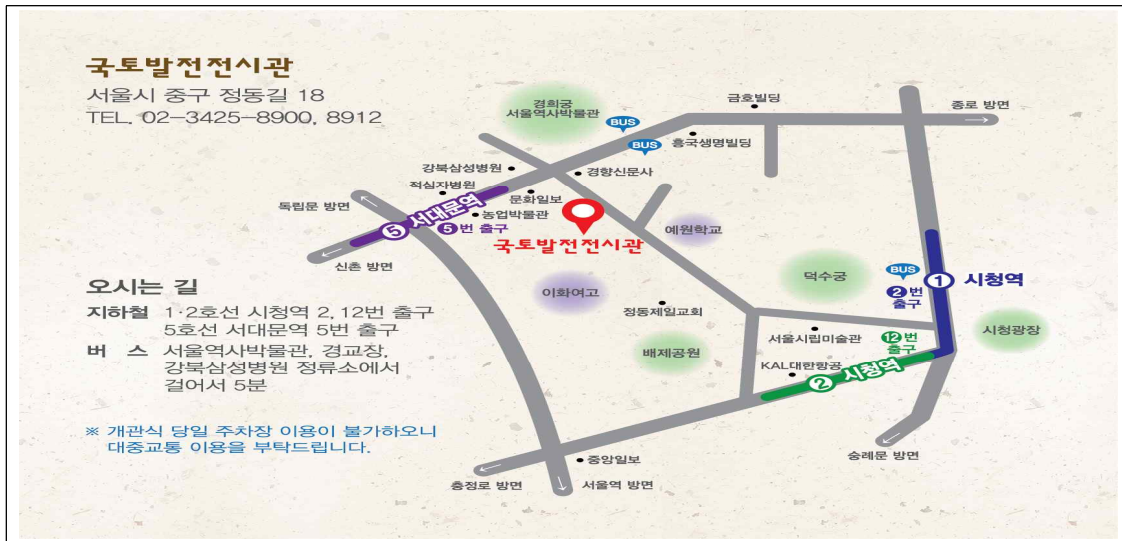 국토발전전시관
서울시 중구 정동길 18
TEL. 02-3425-8900, 8912
오시는 길
지하철 1·2호선 시청역 2, 12번 출구
5호선 서대문역 5번 출구
버 스 서울역사박물관, 경교장,
강북삼성병원 정류소에서
걸어서 5분
※ 개관식 당일 주차장 이용이 불가하오니
대중교통 이용을 부탁드립니다.
경희궁
서울역사박물관
금호빌딩
종로 방면
BUS
BUS
흥국생명빌딩
강북삼성병원
경향신문사
적십자병원
문화일보
독립문 방면
5 서대문역
농업박물관
5번 출구
신촌 방면
국토발전전시관
예원학교
이화여고
덕수궁
BUS
1 시청역
2번
출구
정동제일교회
시청광장
서울시립미술관
12번
출구
배제공원
KAL대한항공
2 시청역
숭례문 방면
중앙일보
충정로 방면
서울역 방면